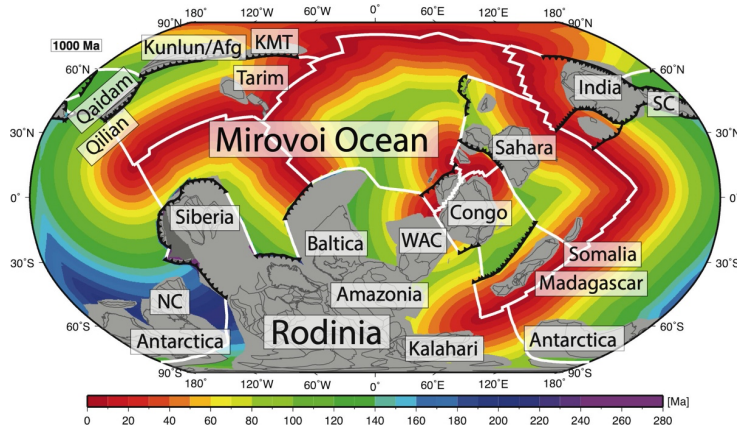 90°N 180° 120°W 60°W 0° 60°E 120°E 180° 90°N
1000 Ma
Kunlun/Afg
KMT
60°N
60°N
Tarim
India
Qaidam
SC
30°N
Qilian
30°N
Mirovoi Ocean
Sahara
0°
0°
Siberia
Congo
Baltica
WAC
Somalia
30°S
30°S
Madagascar
NC
Amazonia
60°S
60°S
Antarctica
Rodinia
Antarctica
Kalahari
90°S
90°S
180° 120°W 60°W 0° 60°E 120°E 180°
[Ma]
0 20 40 60 80 100 120 140 160 180 200 220 240 260 280